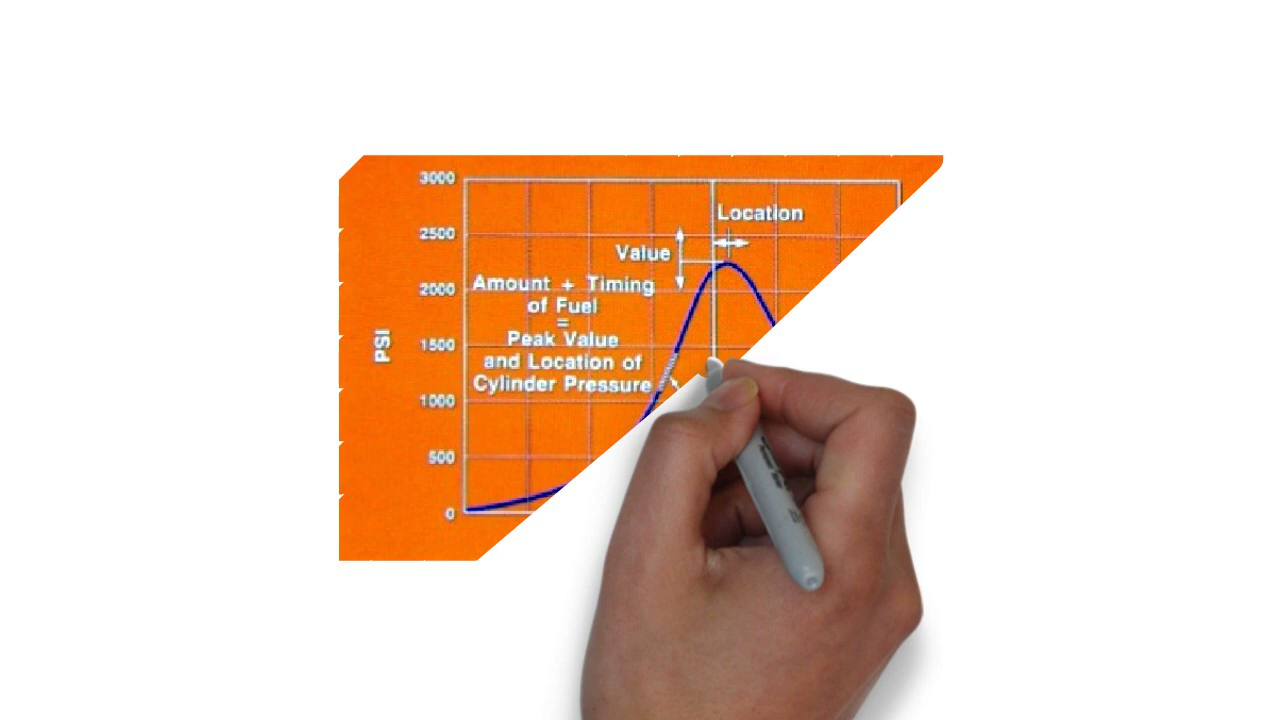 3000
Location
2500
Value
Amount + Timing
2000
of Fuel
=
Peak Value
1500
PSI
and Location of
Cylinder Pressure
1000
500
0